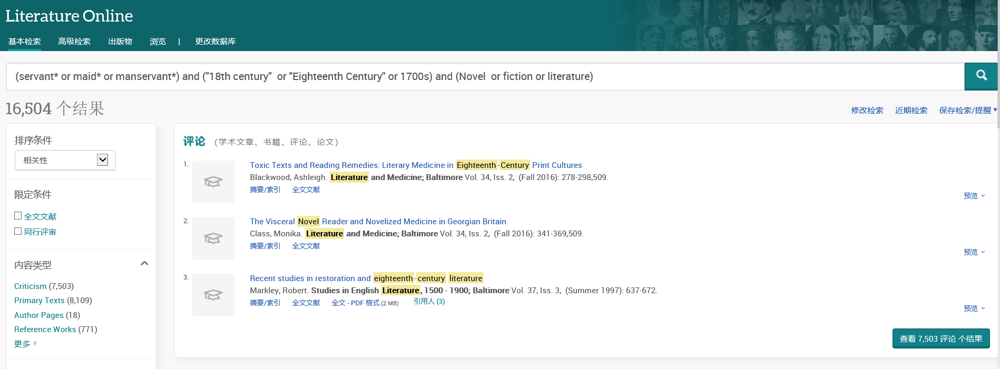 Literature Online
基本检索 高级检索 出版物 浏览 | 更改数据库
(servant* or maid* or manservant*) and ("18th century" or "Eighteenth Century" or 1700s) and (Novel or fiction or literature)
16,504 个结果
修改检索 近期检索 保存检索/提醒
排序条件
相关性
限定条件
全文文献
同行评审
内容类型
Criticism (7,503)
Primary Texts (8,109)
Author Pages (18)
Reference Works (771)
更多
评论 (学术文章、书籍、评论、论文)
1. Toxic Texts and Reading Remedies: Literary Medicine in Eighteenth-Century Print Cultures
Blackwood, Ashleigh. Literature and Medicine; Baltimore Vol. 34, Iss. 2, (Fall 2016): 278-298,509.
摘要/索引 全文文献
预览
2. The Visceral Novel Reader and Novelized Medicine in Georgian Britain
Class, Monika. Literature and Medicine; Baltimore Vol. 34, Iss. 2, (Fall 2016): 341-369,509.
摘要/索引 全文文献
预览
3. Recent studies in restoration and eighteenth-century literature
Markley, Robert. Studies in English Literature, 1500 - 1900; Baltimore Vol. 37, Iss. 3, (Summer 1997): 637-672.
摘要/索引 全文文献 全文 - PDF 格式 (2 MB) 引用人 (3)
预览
查看 7,503 评论 个结果